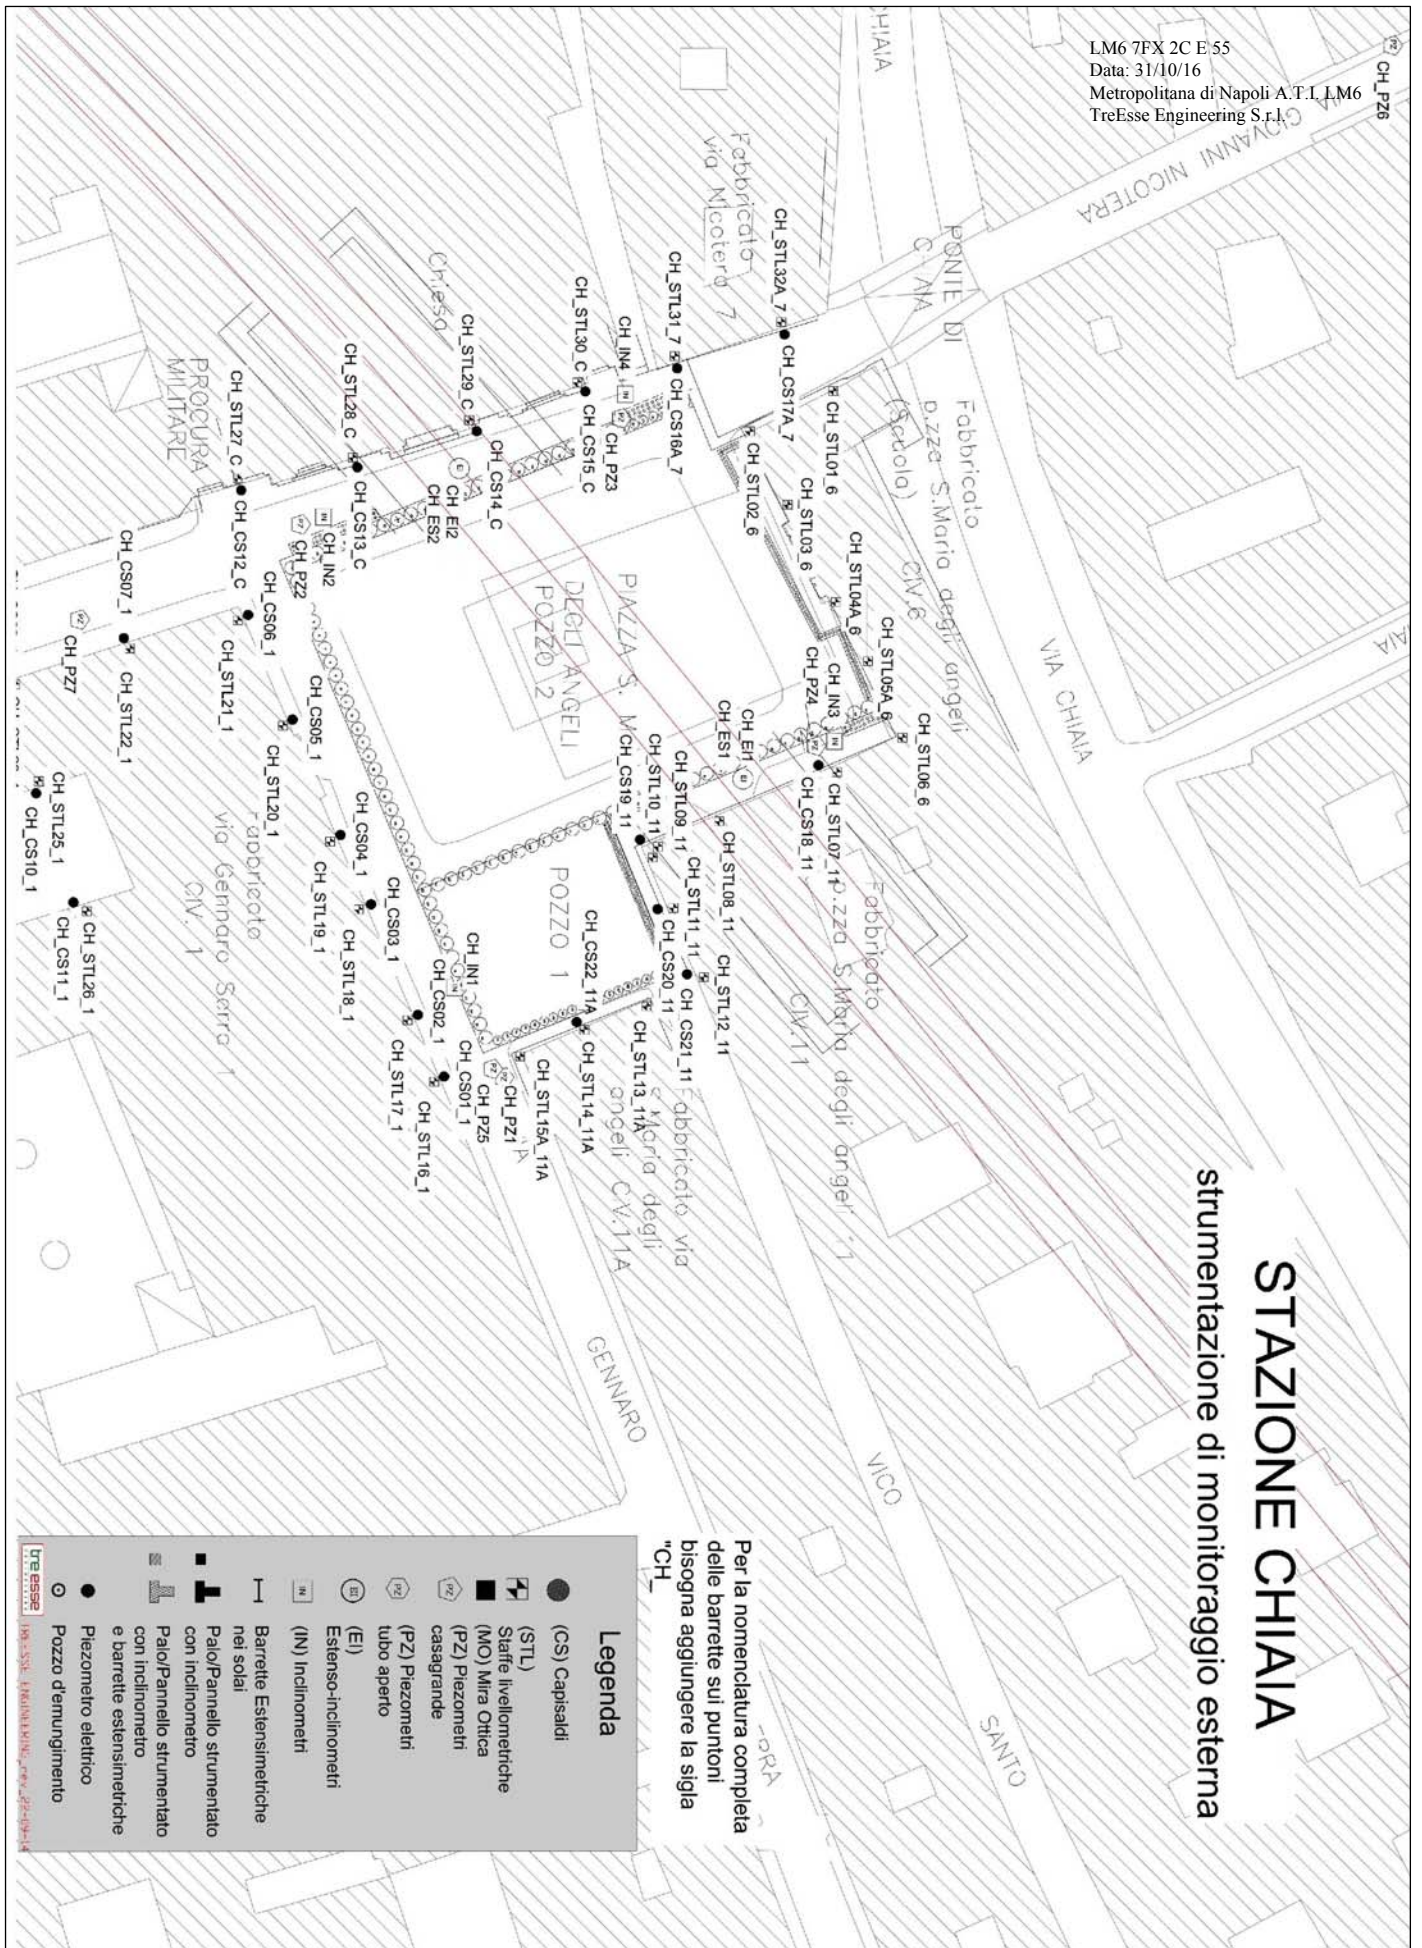 LM6 7FX 2C E 55
Data: 31/10/16
Metropolitana di Napoli A.T.I. LM6
TreEsse Engineering S.r.l.
STAZIONE CHIAIA
strumentazione di monitoraggio esterna
CH_PZ6
VIA GIOVANNI NICOTERA
CHIAIA
PONTE DI
Fabbricato
via Nicotera 7
Fabbricato
p.zza S.Maria degli angeli
(Scuola)
CIV.6
VIA CHIAIA
AIA
CH_STL32A_7
CH_CS17A_7
CH_STL31_7
CH_CS16A_7
CH_STL01_6
CH_STL02_6
CH_STL03_6
CH_STL04A_6
CH_STL05A_6
CH_STL06_6
CH_IN3
CH_PZ4
CH_STL07_11
CH_CS18_11
CH_EI1
CH_ES1
CH_STL08_11
CH_STL09_11
CH_STL10_11
CH_CS19_11
CH_STL11_11
CH_CS20_11
CH_STL12_11
CH_CS21_11
CH_STL13_11A
CH_CS22_11A
CH_STL14_11A
CH_STL15A_11A
CH_PZ1
CH_PZ5
CH_IN4
CH_PZ3
CH_STL30_C
CH_CS15_C
CH_STL29_C
CH_CS14_C
CH_EI2
CH_ES2
CH_STL28_C
CH_CS13_C
CH_IN2
CH_PZ2
CH_STL27_C
CH_CS12_C
Chiesa
PROCURA
MILITARE
PIAZZA S. M.
DEGLI ANGELI
POZZO 2
POZZO 1
Fabbricato
p.zza S.Maria degli angeli 11
CIV.11
Fabbricato via
S.Maria degli
angeli CIV.11A
CH_IN1
CH_CS01_1
CH_STL16_1
CH_CS02_1
CH_STL17_1
CH_CS03_1
CH_STL18_1
CH_CS04_1
CH_STL19_1
CH_CS05_1
CH_STL20_1
CH_CS06_1
CH_STL21_1
CH_CS07_1
CH_STL22_1
CH_PZ7
CH_STL25_1
CH_CS10_1
CH_STL26_1
CH_CS11_1
Fabbricato
via Gennaro Serra 1
CIV. 1
GENNARO
VICO
SANTO
Per la nomenclatura completa
delle barrette sui puntoni
bisogna aggiungere la sigla
"CH_
Legenda
(CS) Capisaldi
(STL)
Staffe livellometriche
(MO) Mira Ottica
(PZ) Piezometri
casagrande
(PZ) Piezometri
tubo aperto
(EI)
Estenso-inclinometri
(IN) Inclinometri
Barrette Estensimetriche
nei solai
Palo/Pannello strumentato
con inclinometro
Palo/Pannello strumentato
con inclinometro
e barrette estensimetriche
Piezometro elettrico
Pozzo d'emungimento
tre esse
TRE-SSE ENGINEERING_rev_22-09-14